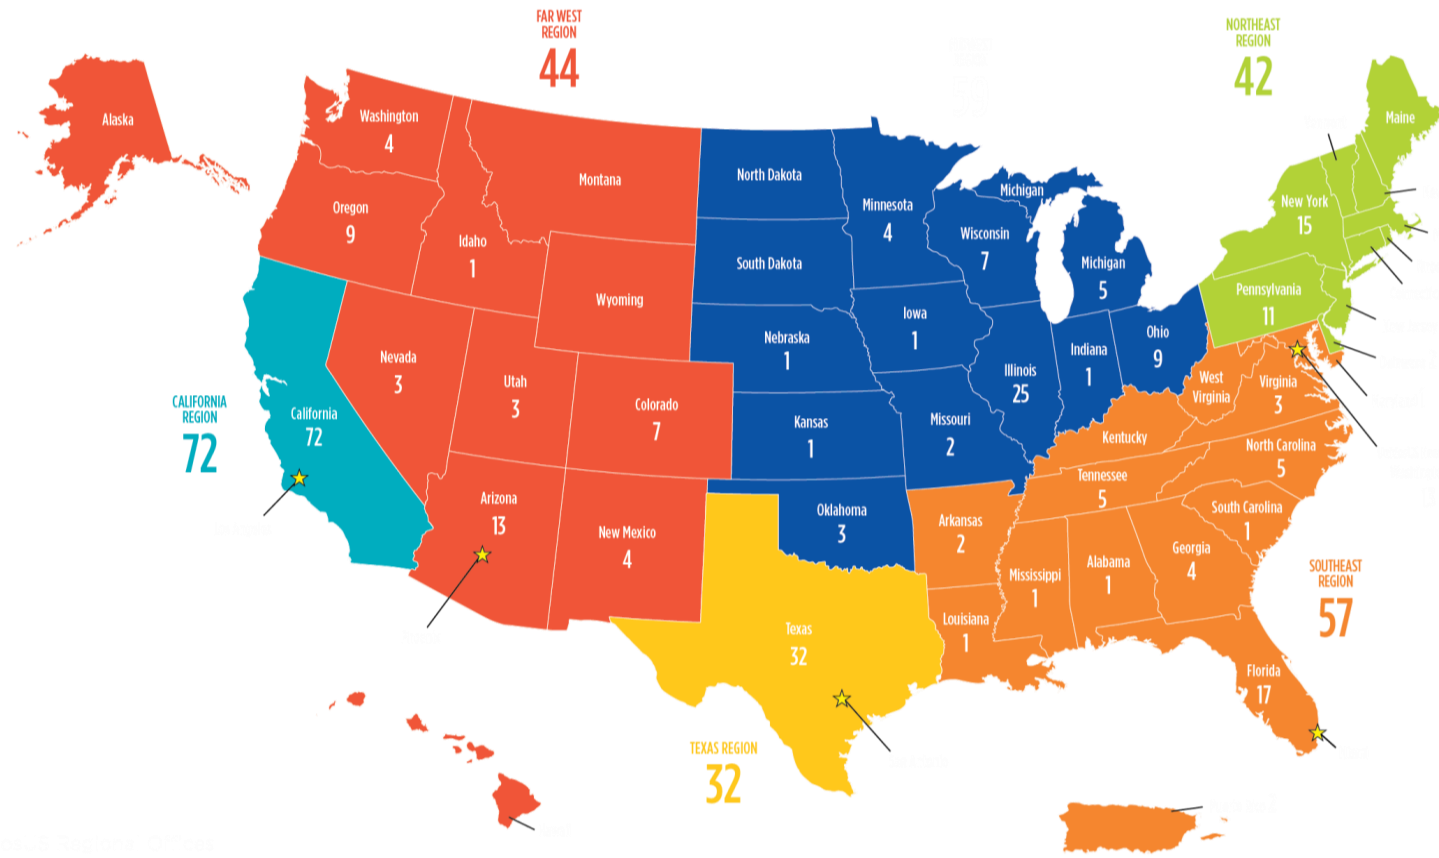 FAR WEST
REGION
44
NORTHEAST
REGION
42
Alaska
Washington
4
Montana
North Dakota
Minnesota
4
Michigan
Maine
Oregon
9
Idaho
1
South Dakota
Wisconsin
7
Michigan
5
New York
15
Wyoming
Nebraska
1
Iowa
1
Illinois
25
Indiana
1
Ohio
9
Pennsylvania
11
Nevada
3
Utah
3
Colorado
7
Kansas
1
Missouri
2
Kentucky
West
Virginia
Virginia
3
CALIFORNIA
REGION
72
California
72
Arizona
13
New Mexico
4
Oklahoma
3
Arkansas
2
Tennessee
5
North Carolina
5
South Carolina
1
Mississippi
1
Alabama
1
Georgia
4
SOUTHEAST
REGION
57
Texas
32
Louisiana
1
Florida
17
TEXAS REGION
32